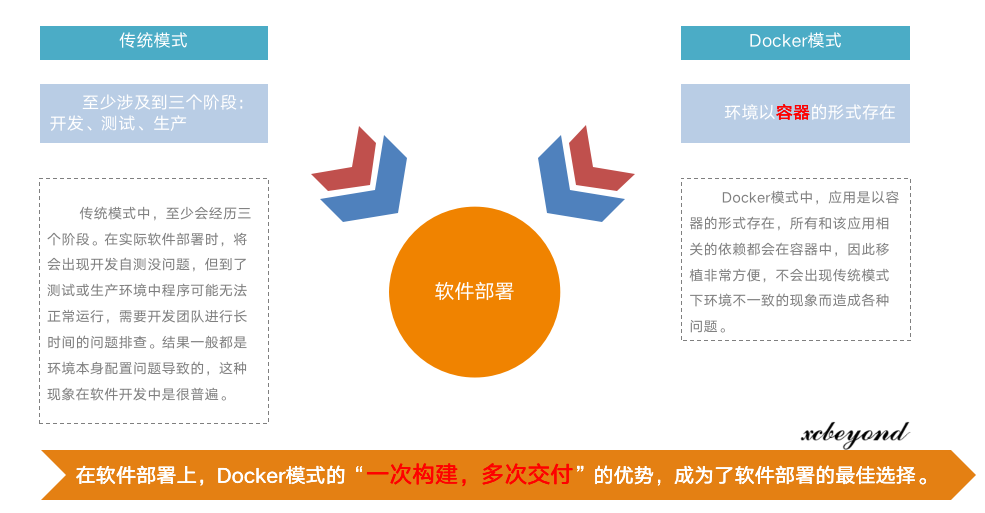 传统模式
至少涉及到三个阶段：
开发、测试、生产
传统模式中，至少会经历三
个阶段。在实际软件部署时，将
会出现开发自测没问题，但到了
测试或生产环境中程序可能无法
正常运行，需要开发团队进行长
时间的问题排查。结果一般都是
环境本身配置问题导致的，这种
现象在软件开发中是很普遍。
软件部署
Docker模式
环境以容器的形式存在
Docker模式中，应用是以容
器的形式存在，所有和该应用相
关的依赖都会在容器中，因此移
植非常方便，不会出现传统模式
下环境不一致的现象而造成各种
问题。
xcbeyond
在软件部署上，Docker模式的“一次构建，多次交付”的优势，成为了软件部署的最佳选择。